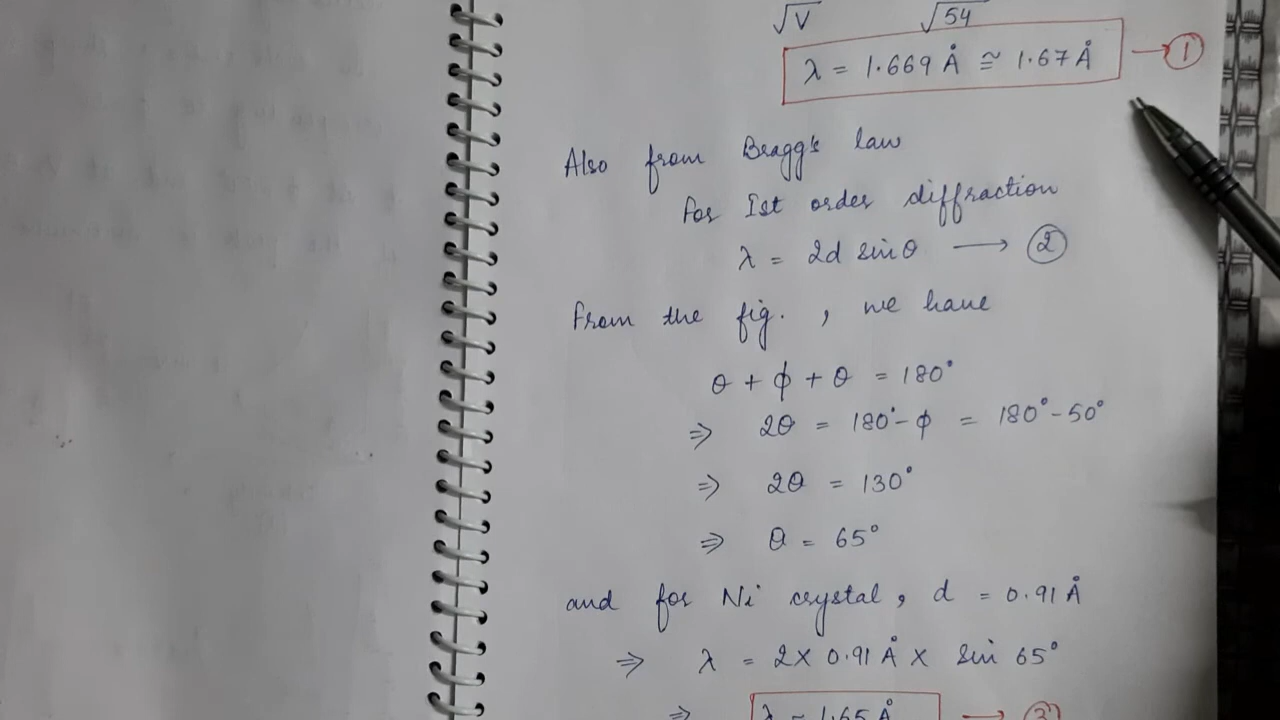 √V √54
λ = 1.669 Å ≅ 1.67 Å → ①
Also from Bragg's law
For Ist order diffraction
λ = 2d sinθ → ②
From the fig. , we have
θ + ϕ + θ = 180°
⇒ 2θ = 180° - ϕ = 180° - 50°
⇒ 2θ = 130°
⇒ θ = 65°
and for Ni crystal, d = 0.91 Å
⇒ λ = 2 × 0.91 Å × sin 65°
⇒ λ ~ 1.65 Å → ③